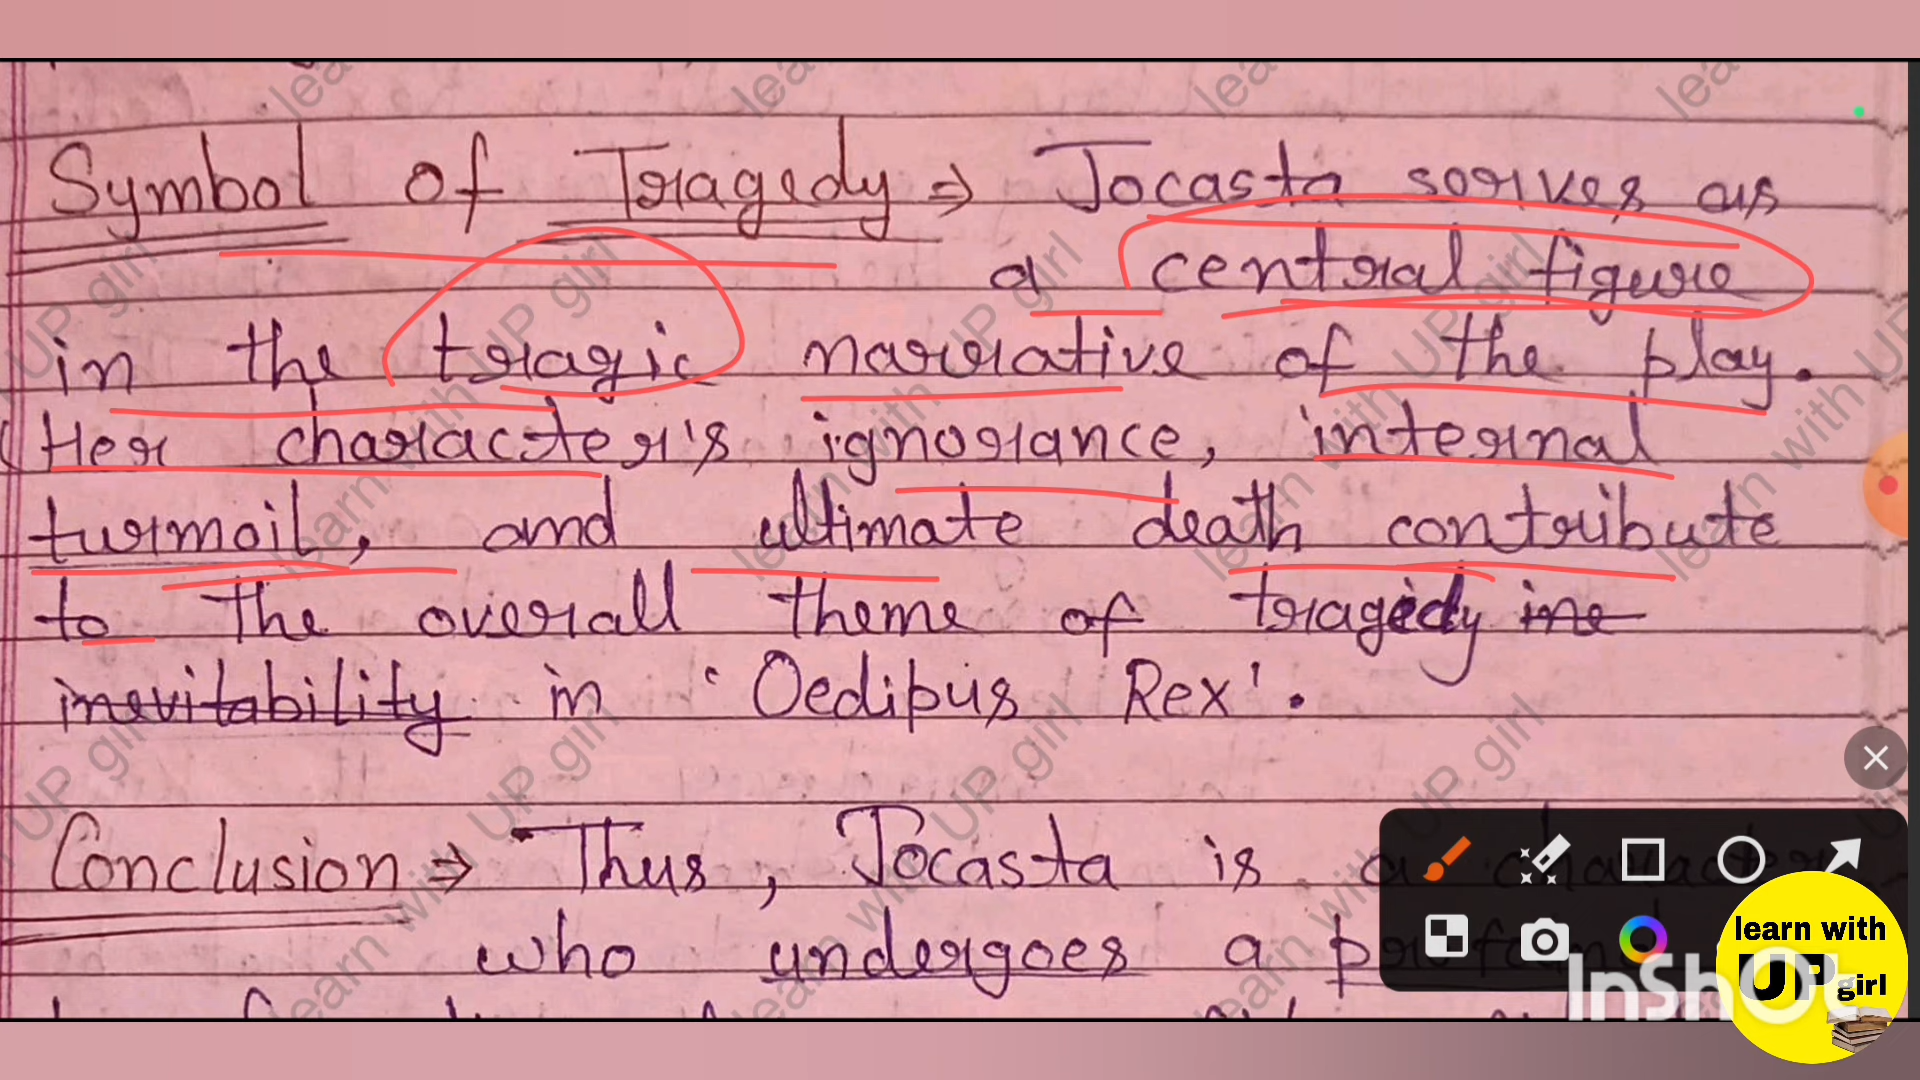 Symbol of Tragedy ⇒ Jocasta serves as
a central figure
in the tragic narrative of the play.
Her character's ignorance, internal
turmoil, and ultimate death contribute
to the overall theme of tragedy ine
inevitability in 'Oedipus Rex'.
Conclusion ⇒ Thus, Jocasta is a character
who undergoes a profound
learn with
UP girl
InShOt